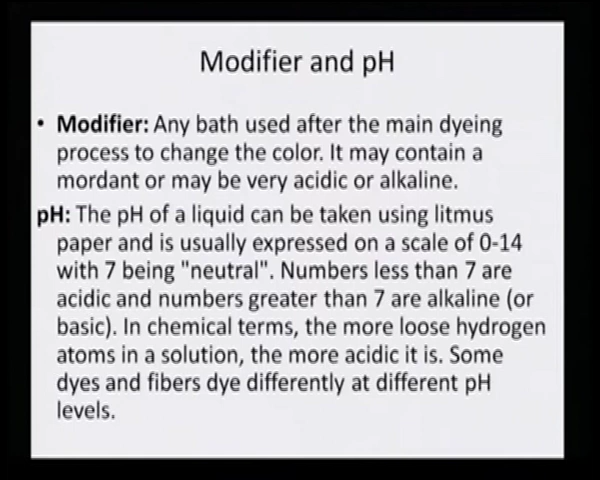 Modifier and pH
• Modifier: Any bath used after the main dyeing
process to change the color. It may contain a
mordant or may be very acidic or alkaline.
pH: The pH of a liquid can be taken using litmus
paper and is usually expressed on a scale of 0-14
with 7 being "neutral". Numbers less than 7 are
acidic and numbers greater than 7 are alkaline (or
basic). In chemical terms, the more loose hydrogen
atoms in a solution, the more acidic it is. Some
dyes and fibers dye differently at different pH
levels.